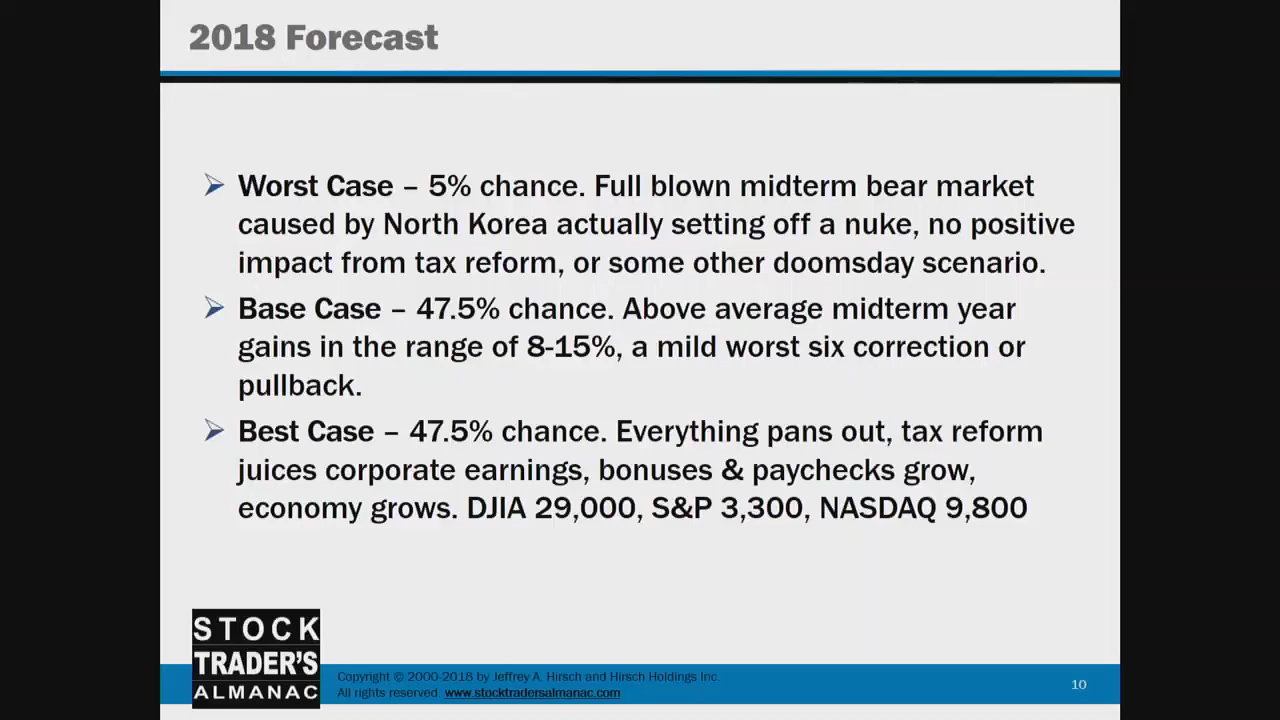 2018 Forecast
Worst Case – 5% chance. Full blown midterm bear market
caused by North Korea actually setting off a nuke, no positive
impact from tax reform, or some other doomsday scenario.
Base Case – 47.5% chance. Above average midterm year
gains in the range of 8-15%, a mild worst six correction or
pullback.
Best Case – 47.5% chance. Everything pans out, tax reform
juices corporate earnings, bonuses & paychecks grow,
economy grows. DJIA 29,000, S&P 3,300, NASDAQ 9,800
STOCK
TRADER'S
ALMANAC
Copyright © 2000-2018 by Jeffrey A. Hirsch and Hirsch Holdings Inc.
All rights reserved. www.stocktradersalmanac.com
10